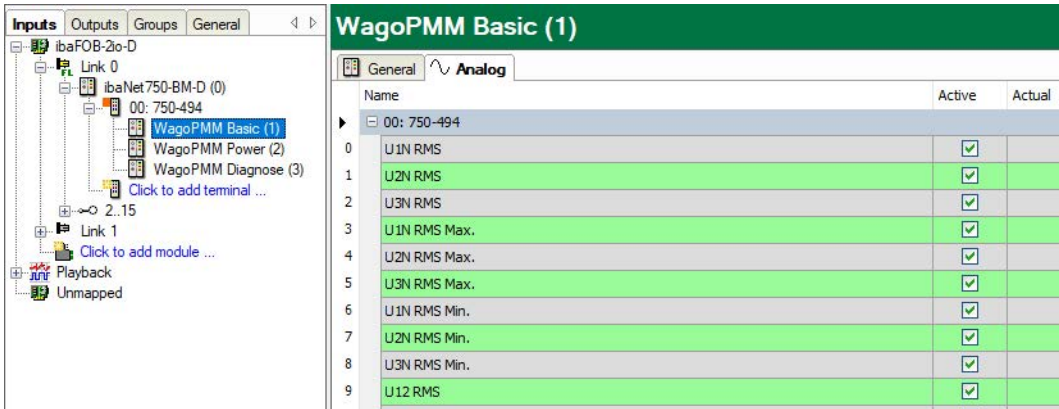 Inputs Outputs Groups General
ibaFOB-2io-D
FL Link 0
ibaNet750-BM-D (0)
00: 750-494
WagoPMM Basic (1)
WagoPMM Power (2)
WagoPMM Diagnose (3)
Click to add terminal ...
2..15
Link 1
Click to add module ...
Playback
Unmapped
WagoPMM Basic (1)
General Analog
Name Active Actual
00: 750-494
0 U1N RMS
1 U2N RMS
2 U3N RMS
3 U1N RMS Max.
4 U2N RMS Max.
5 U3N RMS Max.
6 U1N RMS Min.
7 U2N RMS Min.
8 U3N RMS Min.
9 U12 RMS